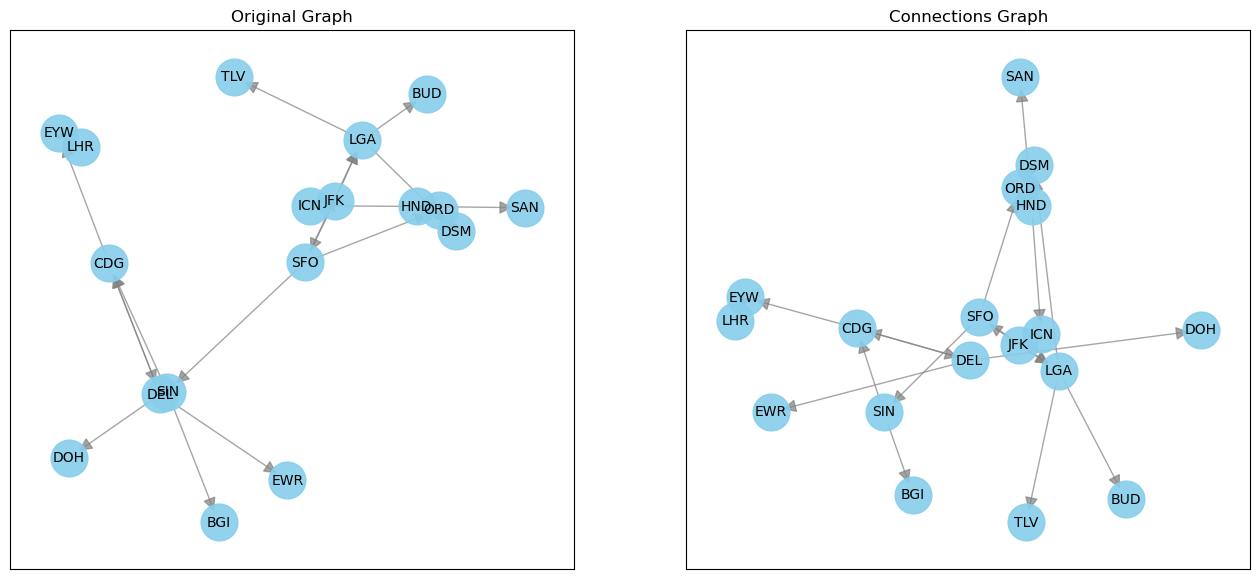 Original Graph
TLV
BUD
EYW
LHR
LGA
ICN
JFK
HND
ORD
SAN
DSM
CDG
SFO
DEL
SIN
DOH
EWR
BGI
Connections Graph
SAN
DSM
ORD
HND
EYW
LHR
CDG
SFO
ICN
JFK
DOH
DEL
LGA
EWR
SIN
BGI
BUD
TLV